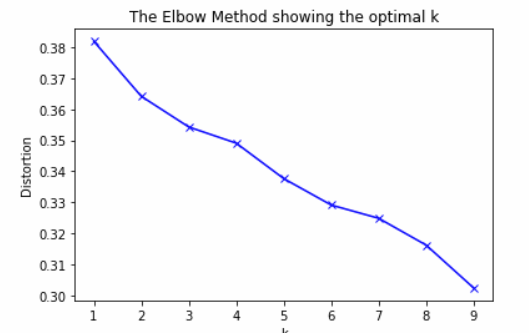 The Elbow Method showing the optimal k
0.38
0.37
0.36
0.35
0.34
0.33
0.32
0.31
0.30
Distortion
1 2 3 4 5 6 7 8 9
k